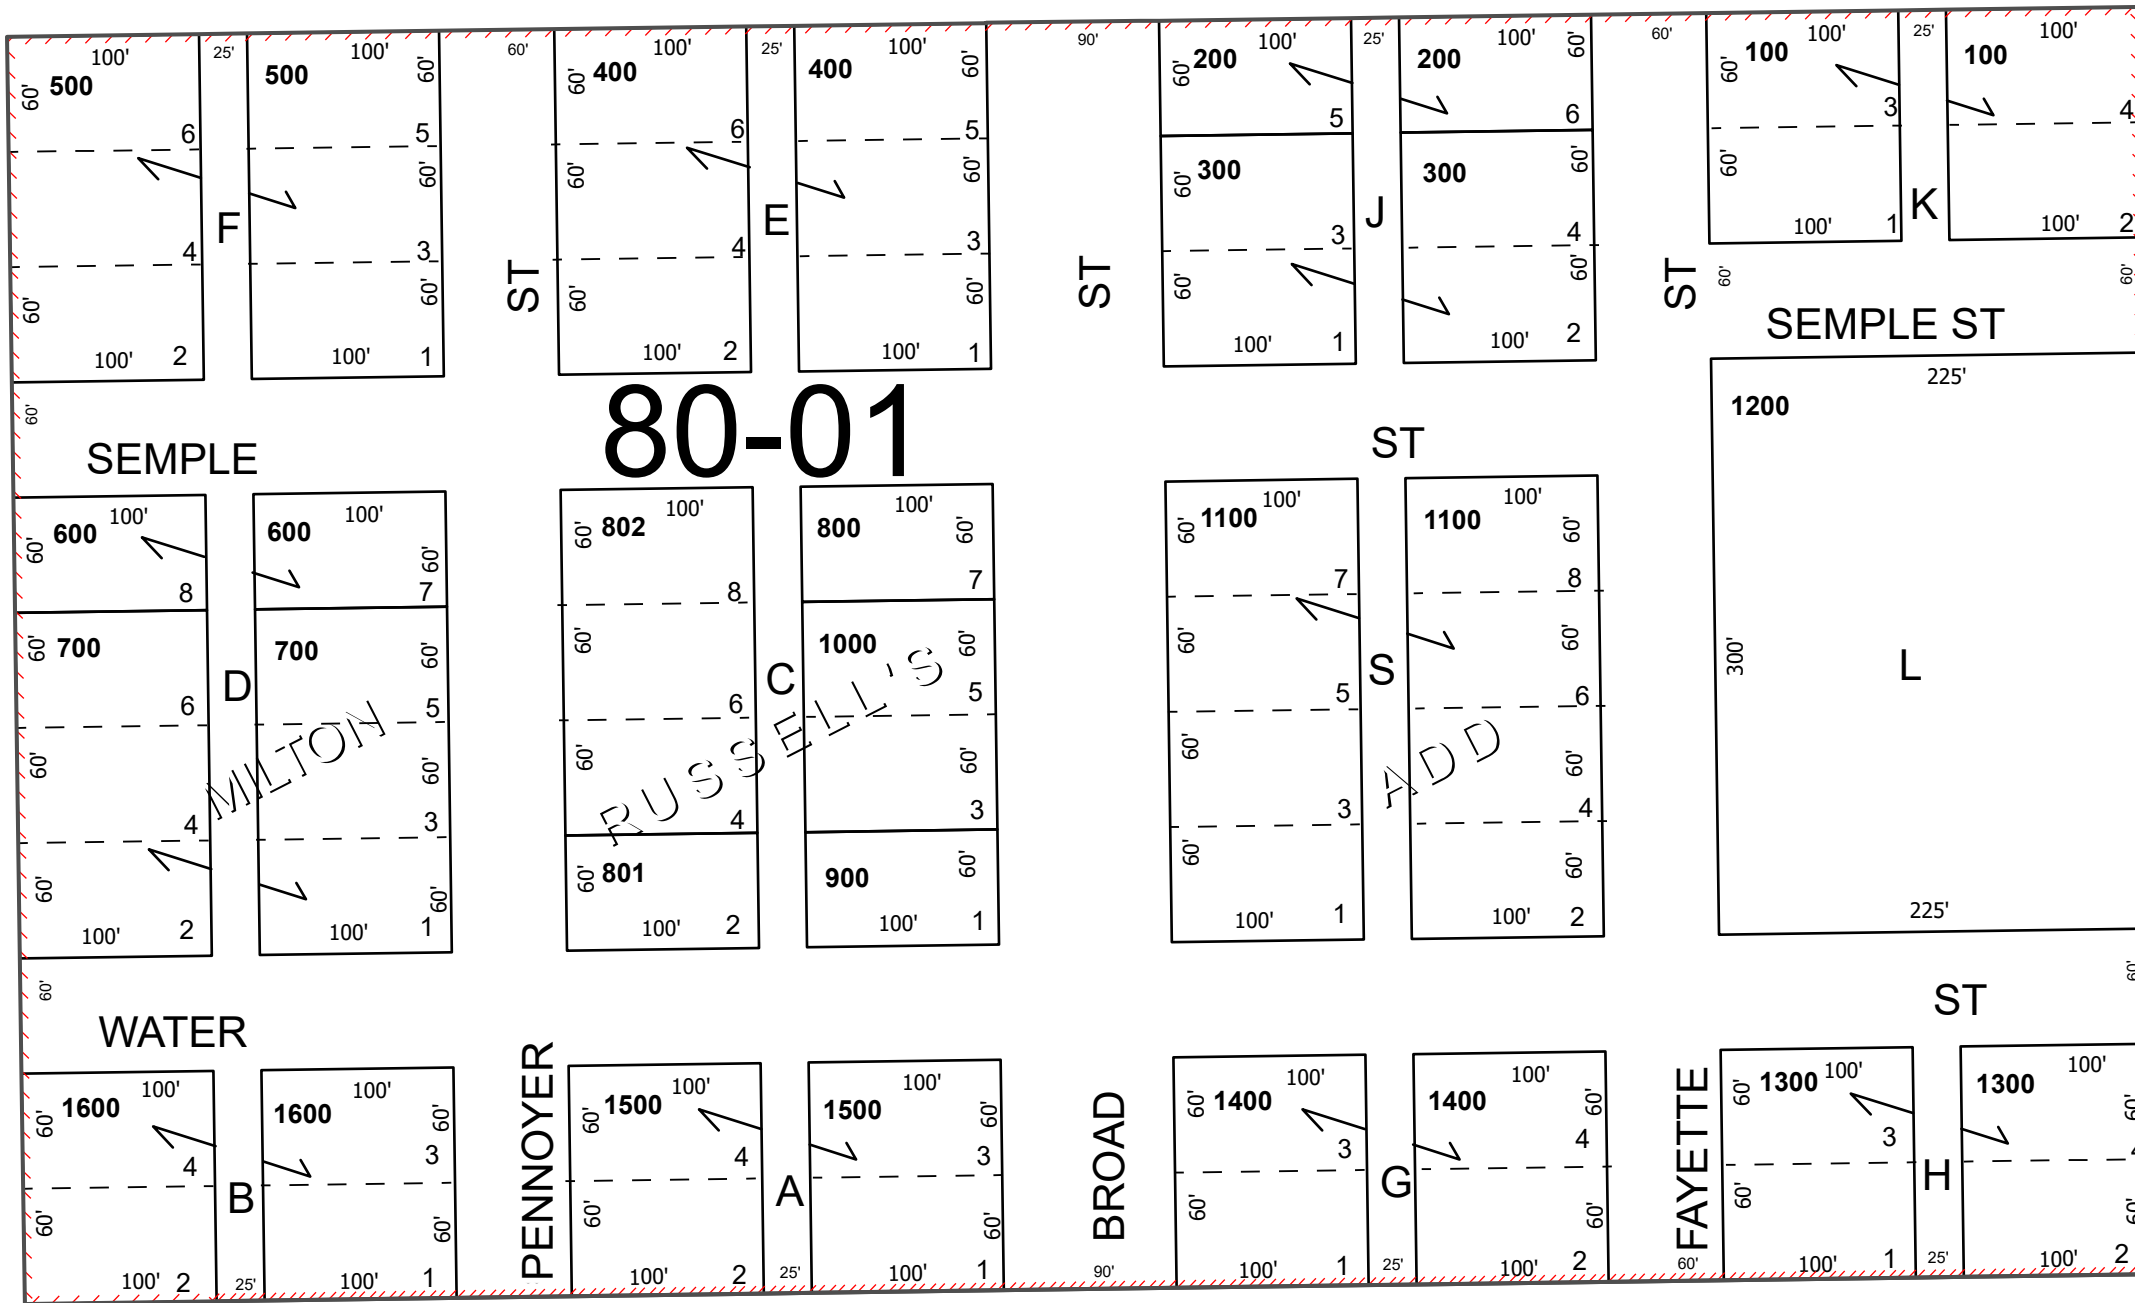 100' 25' 100' 60' 100' 25' 100' 90' 100' 25' 100' 60' 100' 25' 100'
500 500 400 400 200 200 100 100
60' 60' 60' 60' 60' 60' 60'
6 5 6 5 5 6 3 4
60' 60' 60' 300 60' 300 60' 60'
F E J K
4 3 4 3 3 4 100' 1 100' 2
ST ST ST
60' 60' 60' 60' 60' 60' 60' 60'
SEMPLE ST
100' 2 100' 1 100' 2 100' 1 100' 1 100' 2
225'
1200
60'
80-01
SEMPLE ST
100' 100' 100' 100' 100' 100'
600 600 802 800 1100 1100
60' 60' 60' 60' 60' 60'
8 7 8 7 7 8
700 700 1000
60' 60' 60' 60' 60' 60'
D C S L
300'
6 5 6 5 5 6
MILTON RUSSELL'S ADD
60' 60' 60' 60' 60' 60'
4 3 4 3 3 4
801 900
60' 60' 60' 60' 60' 60'
100' 2 100' 1 100' 2 100' 1 100' 1 100' 2
225'
60' 60'
WATER ST
100' 100' 100' 100' 100' 100' 100' 100'
1600 1600 1500 1500 1400 1400 1300 1300
60' 60' 60' 60' 60' 60' 60' 60'
4 3 4 3 3 4 3 4
PENNOYER BROAD FAYETTE
B A G H
60' 60' 60' 60' 60' 60' 60' 60'
100' 2 25' 100' 1 100' 2 25' 100' 1 90' 100' 1 25' 100' 2 60' 100' 1 25' 100' 2